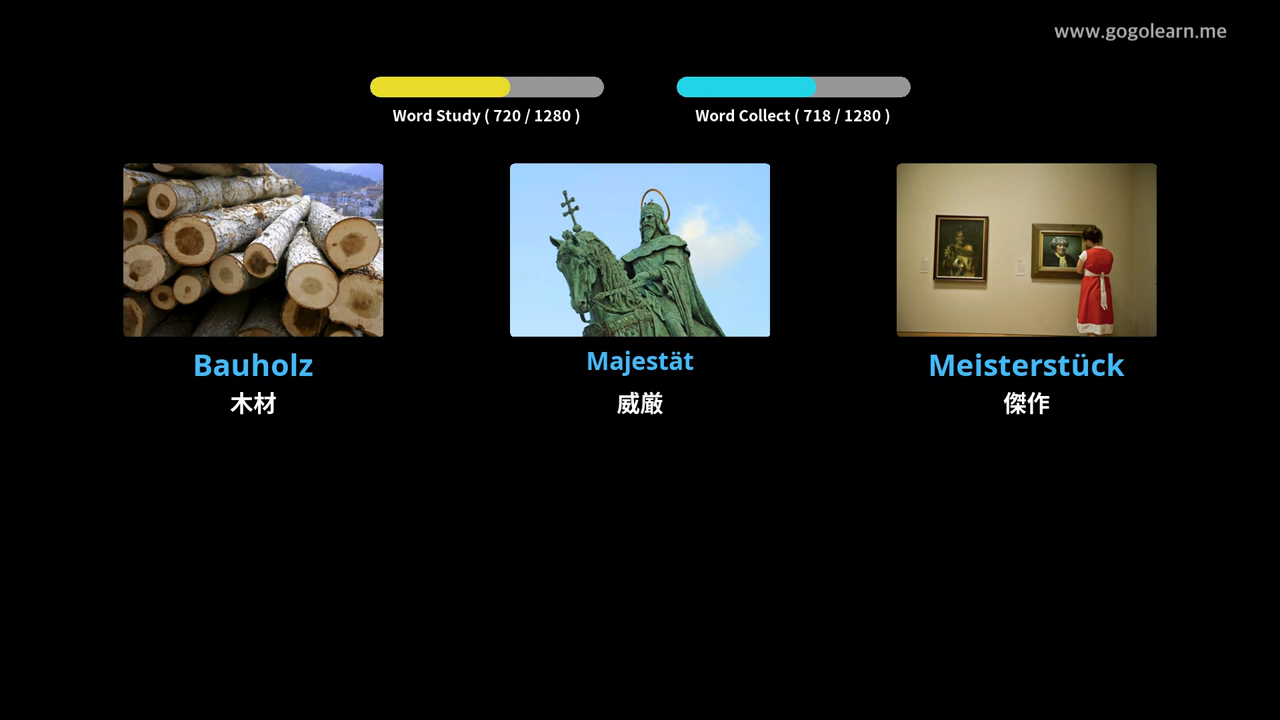 www.gogolearn.me
Word Study ( 720 / 1280 )
Word Collect ( 718 / 1280 )
Bauholz
木材
Majestät
威厳
Meisterstück
傑作